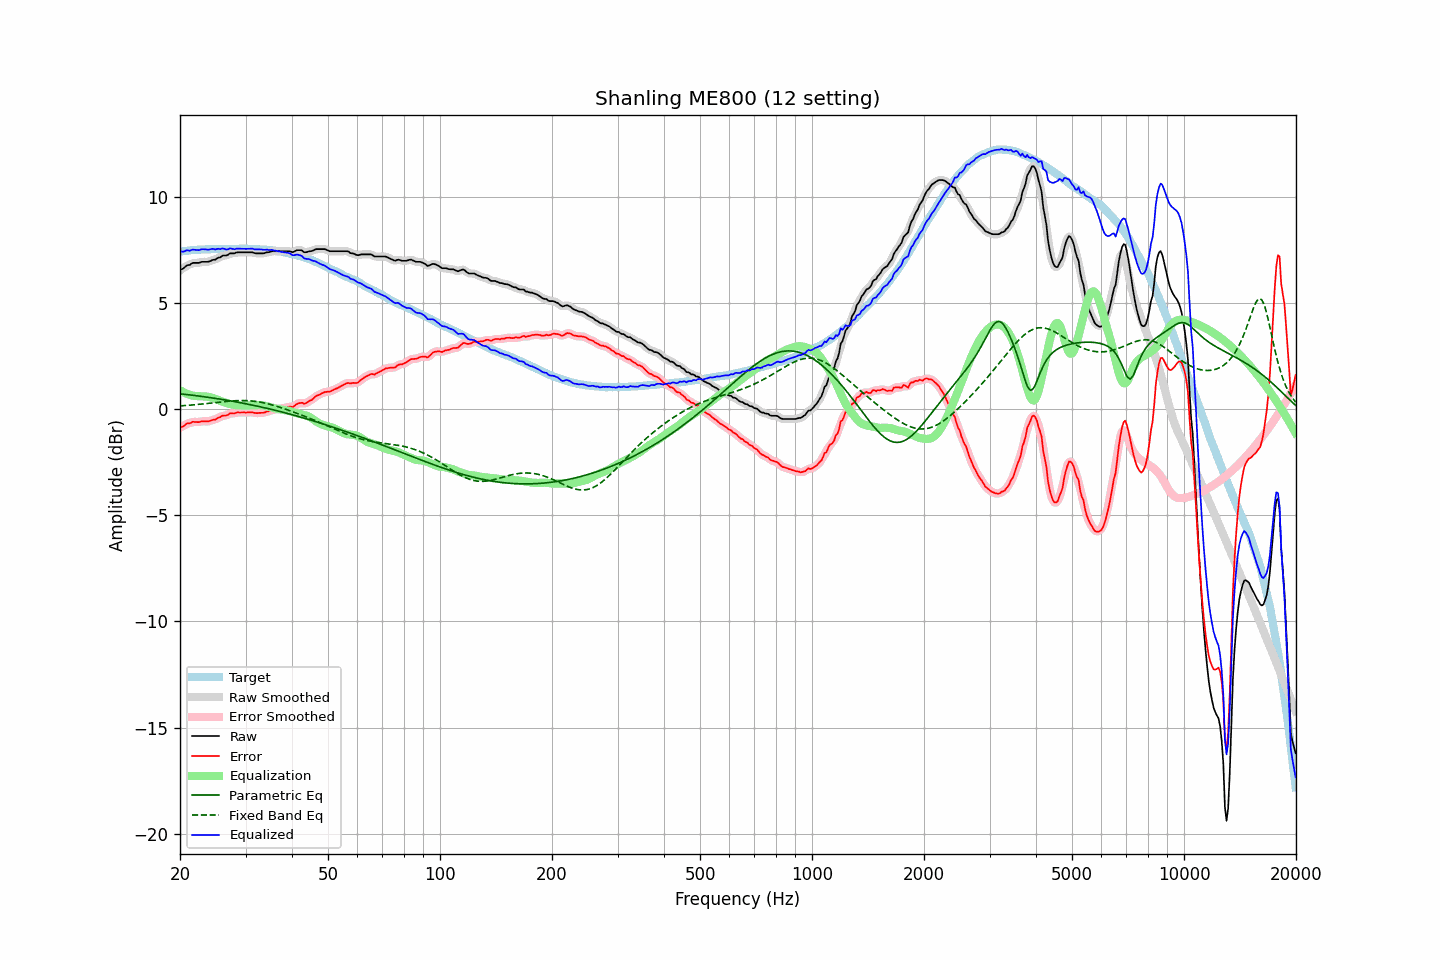 Shanling ME800 (12 setting)
Amplitude (dBr)
10
5
0
−5
−10
−15
−20
Target
Raw Smoothed
Error Smoothed
Raw
Error
Equalization
Parametric Eq
Fixed Band Eq
Equalized
20 50 100 200 500 1000 2000 5000 10000 20000
Frequency (Hz)